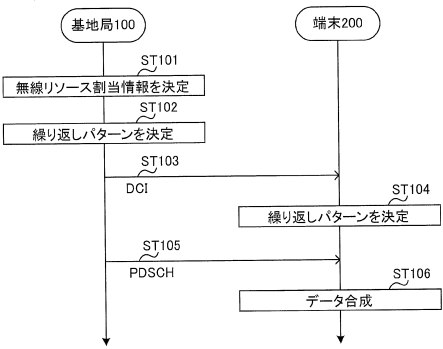 基地局100
端末200
ST101
無線リソース割当情報を決定
ST102
繰り返しパターンを決定
ST103
DCI
ST104
繰り返しパターンを決定
ST105
PDSCH
ST106
データ合成